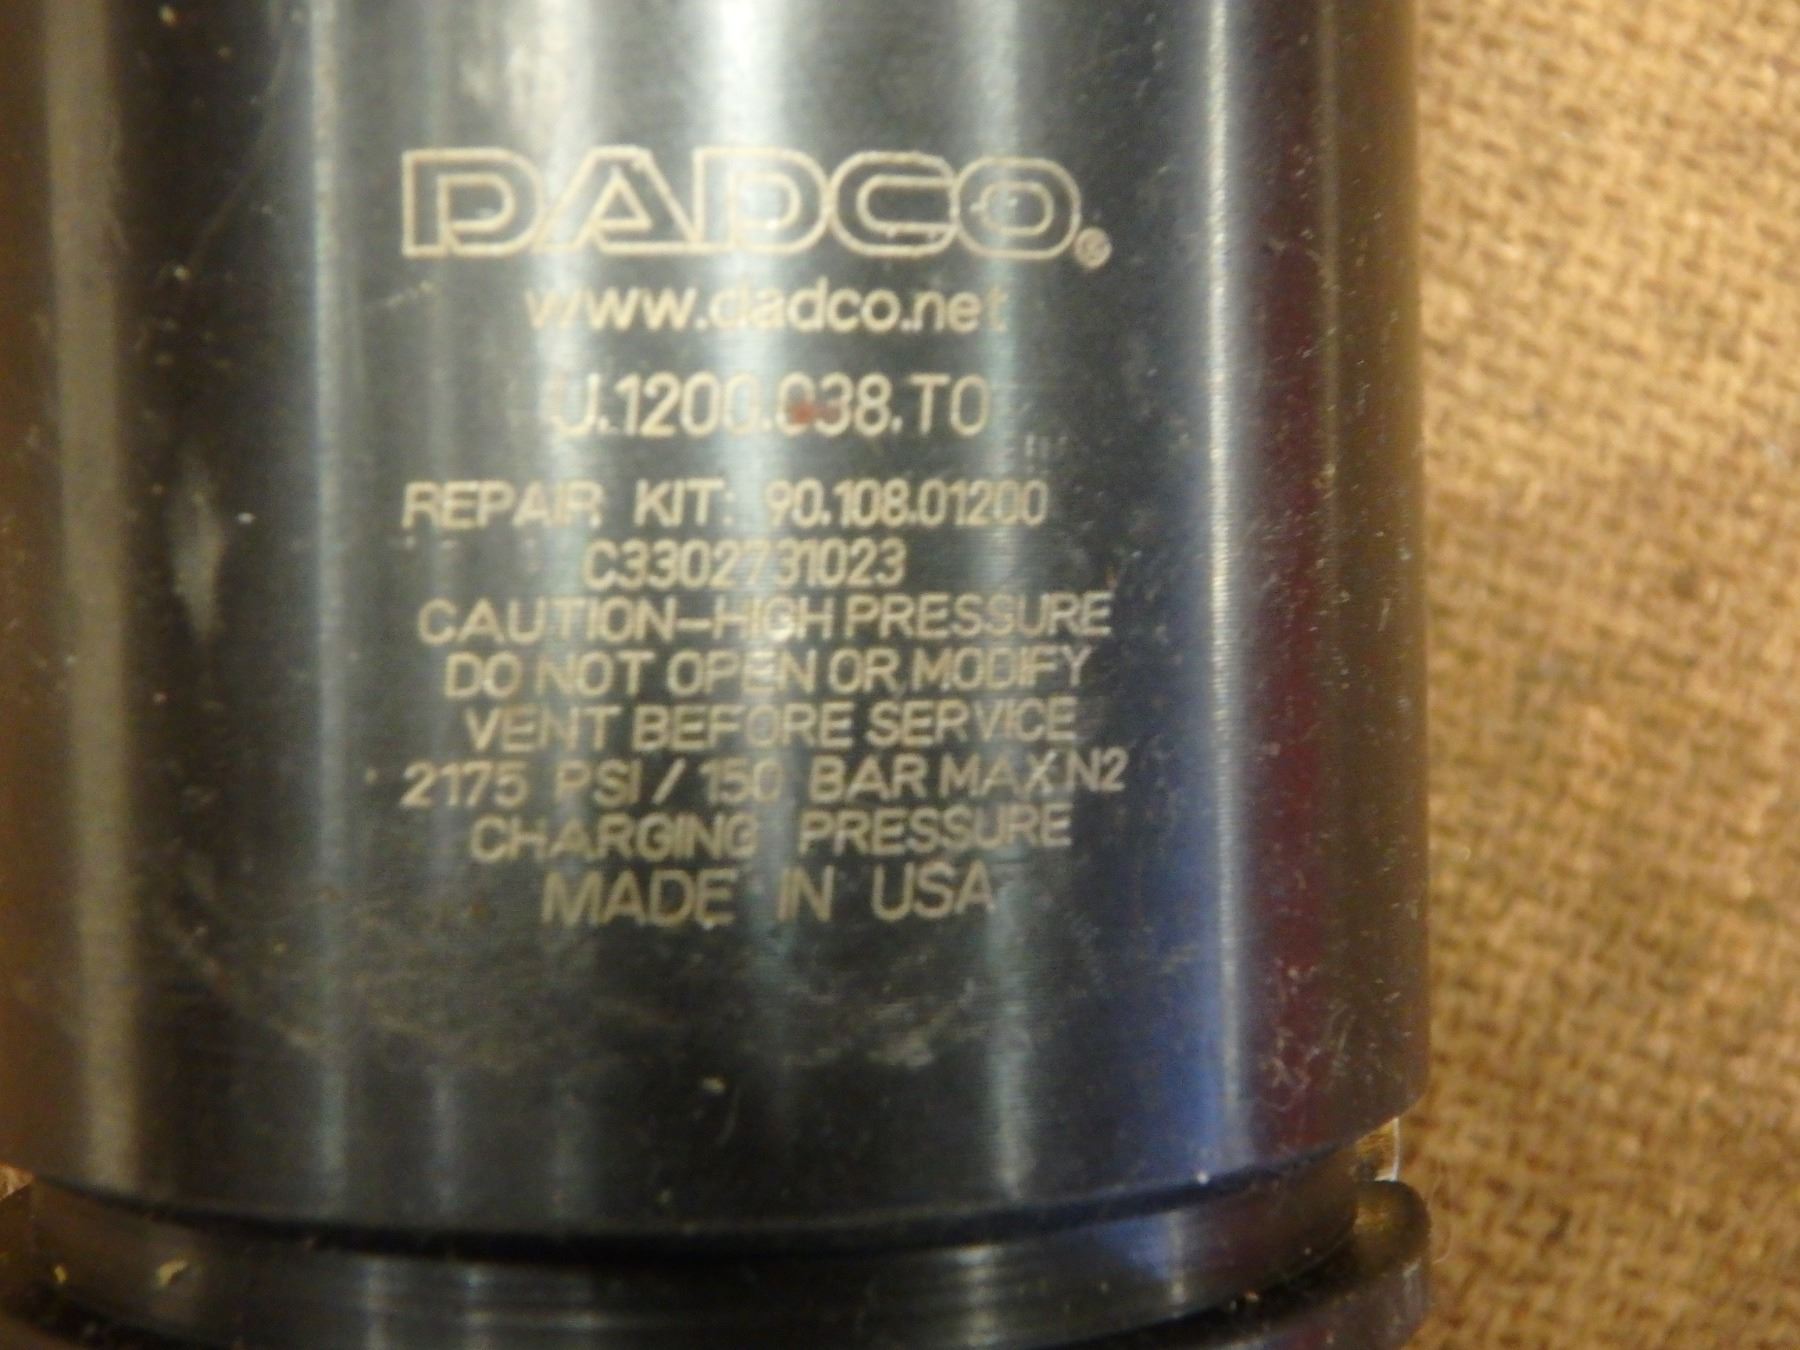 DADCO®
www.dadco.net
U.1200.038.TO
REPAIR KIT: 90.108.01200
C3302731023
CAUTION-HIGH PRESSURE
DO NOT OPEN OR MODIFY
VENT BEFORE SERVICE
2175 PSI / 150 BAR MAX.N2
CHARGING PRESSURE
MADE IN USA